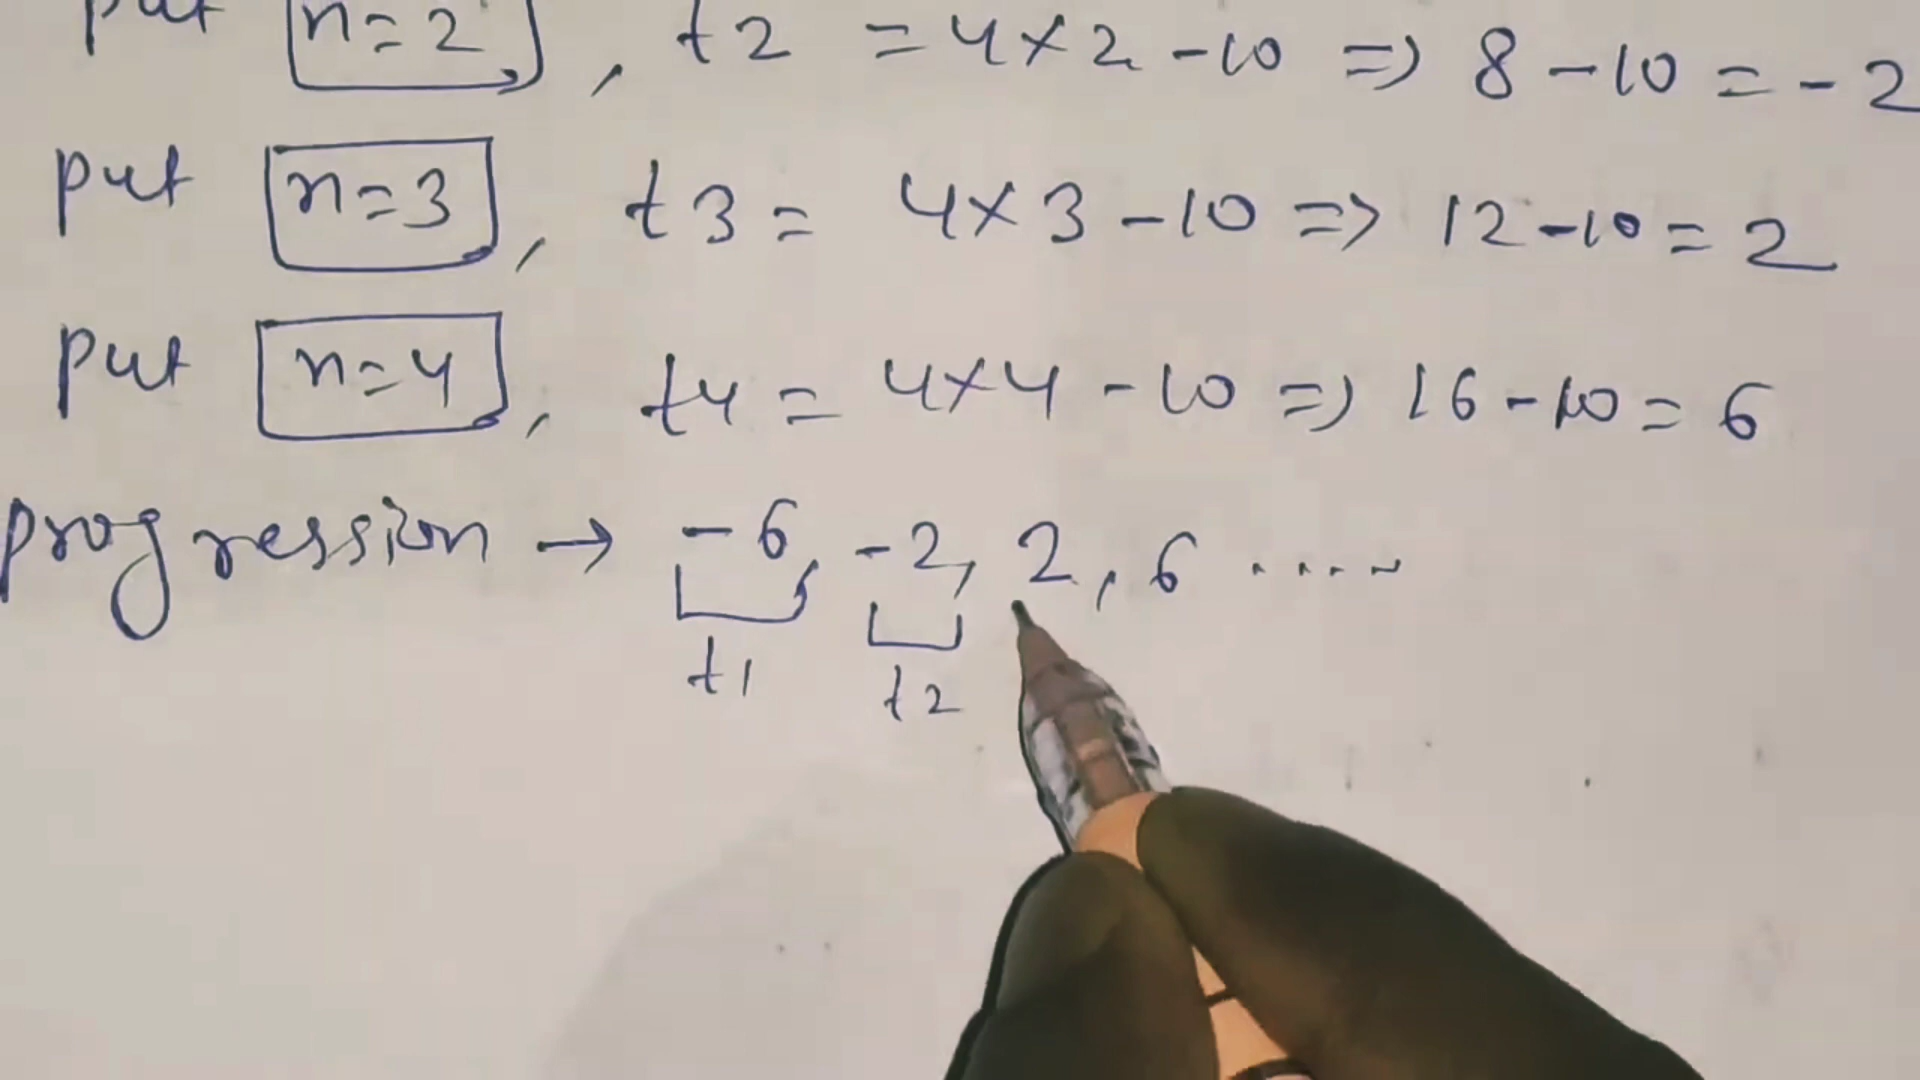 put n=2, t2 = 4×2-10 => 8-10 = -2
put n=3, t3 = 4×3-10 => 12-10=2
put n=4, t4 = 4×4-10 => 16-10=6
progression → -6, -2, 2, 6 ....
t1 t2